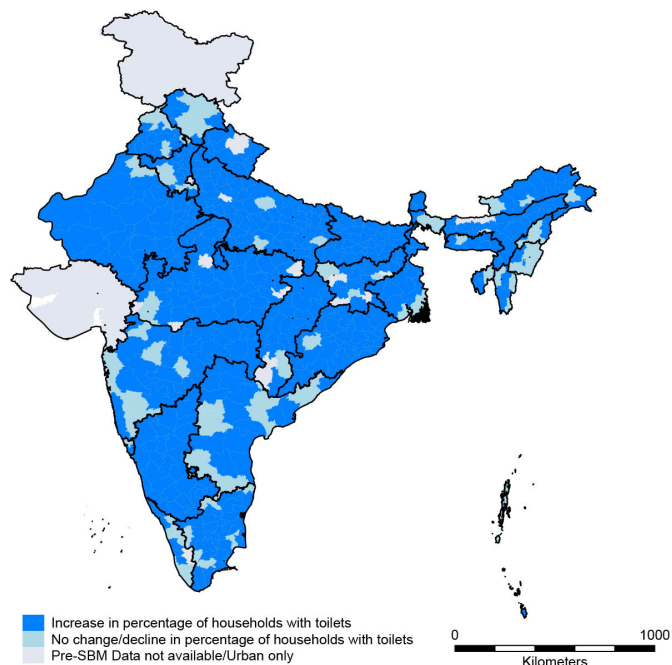 Increase in percentage of households with toilets
No change/decline in percentage of households with toilets
Pre-SBM Data not available/Urban only
0 1000
Kilometers